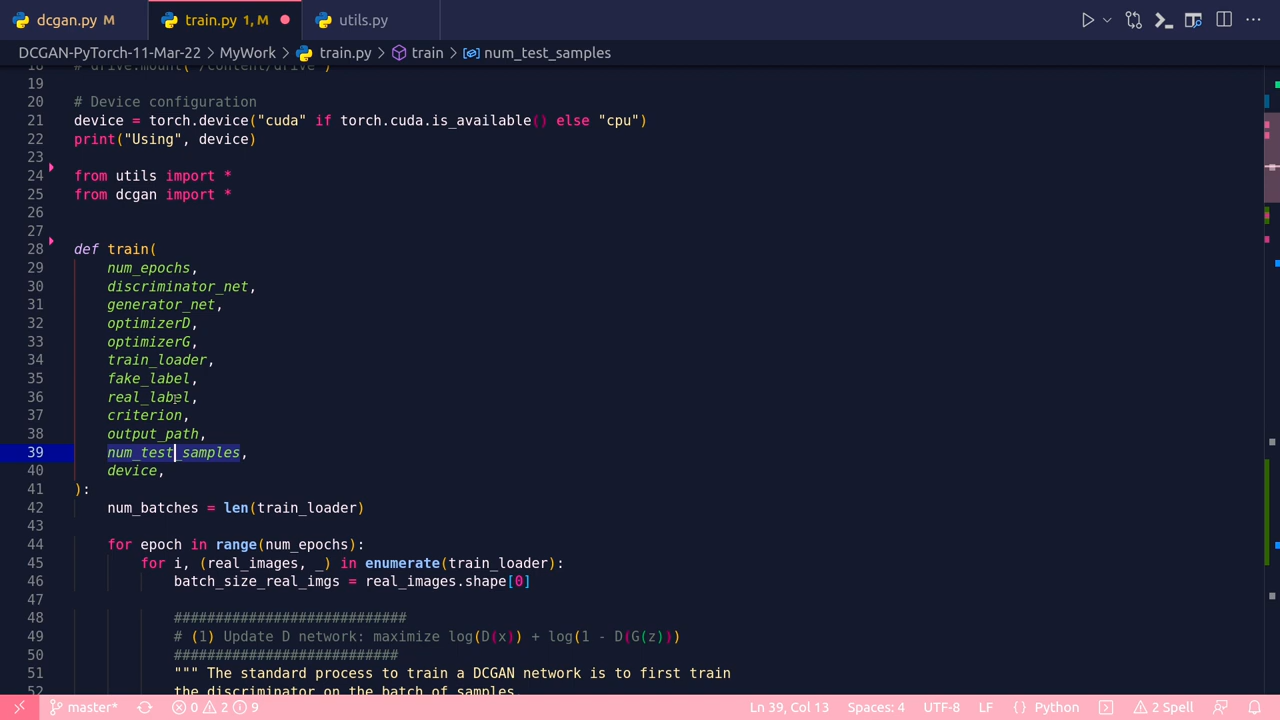 dcgan.py M train.py 1, M utils.py
DCGAN-PyTorch-11-Mar-22 > MyWork > train.py > train > num_test_samples
18 # drive.mount('/content/drive')
19
20 # Device configuration
21 device = torch.device("cuda" if torch.cuda.is_available() else "cpu")
22 print("Using", device)
23
24 from utils import *
25 from dcgan import *
26
27
28 def train(
29 num_epochs,
30 discriminator_net,
31 generator_net,
32 optimizerD,
33 optimizerG,
34 train_loader,
35 fake_label,
36 real_label,
37 criterion,
38 output_path,
39 num_test_samples,
40 device,
41 ):
42 num_batches = len(train_loader)
43
44 for epoch in range(num_epochs):
45 for i, (real_images, _) in enumerate(train_loader):
46 batch_size_real_imgs = real_images.shape[0]
47
48 ############################
49 # (1) Update D network: maximize log(D(x)) + log(1 - D(G(z)))
50 ###########################
51 """ The standard process to train a DCGAN network is to first train
52 the discriminator on the batch of samples.
master* 0 2 9 Ln 39, Col 13 Spaces: 4 UTF-8 LF {} Python 2 Spell